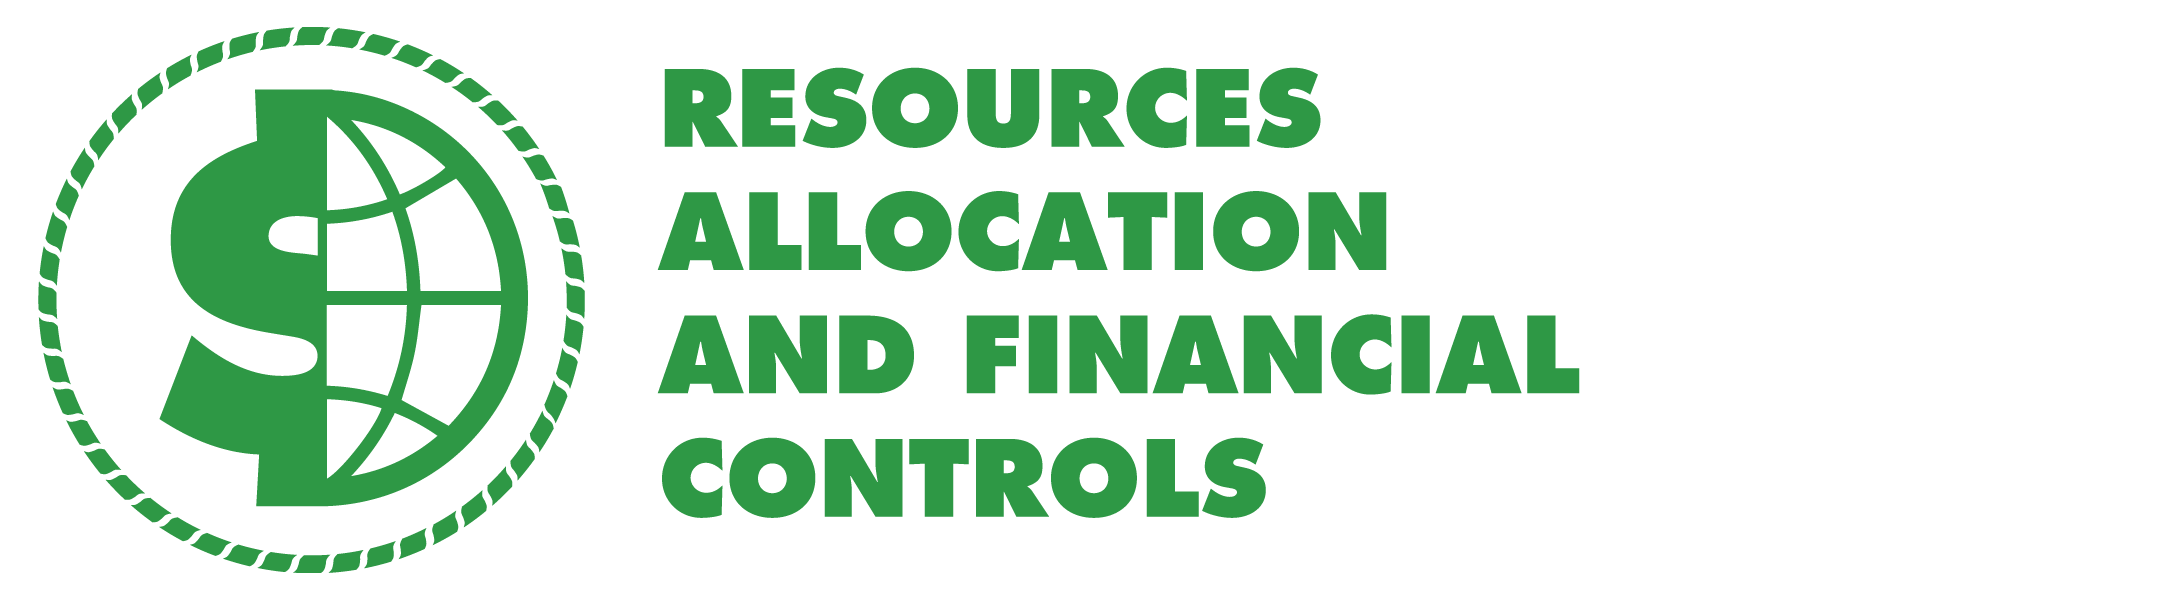 RESOURCES
ALLOCATION
AND FINANCIAL
CONTROLS